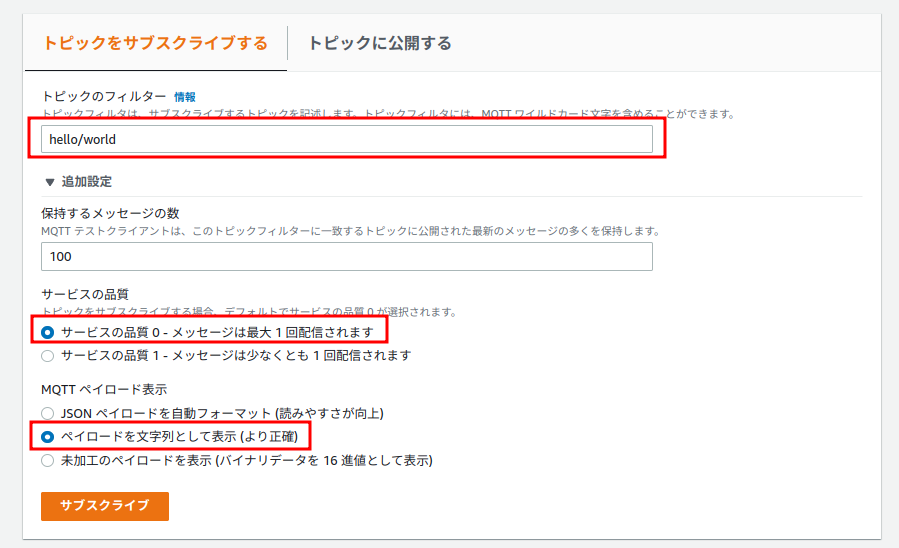 トピックをサブスクライブする
トピックに公開する
トピックのフィルター 情報
トピックフィルタは、サブスクライブするトピックを記述します。トピックフィルタには、MQTT ワイルドカード文字を含めることができます。
hello/world
▼ 追加設定
保持するメッセージの数
MQTT テストクライアントは、このトピックフィルターに一致するトピックに公開された最新のメッセージの多くを保持します。
100
サービスの品質
トピックをサブスクライブする場合、デフォルトでサービスの品質 0 が選択されます。
サービスの品質 0 - メッセージは最大 1 回配信されます
サービスの品質 1 - メッセージは少なくとも 1 回配信されます
MQTT ペイロード表示
JSON ペイロードを自動フォーマット (読みやすさが向上)
ペイロードを文字列として表示 (より正確)
未加工のペイロードを表示 (バイナリデータを 16 進値として表示)
サブスクライブ